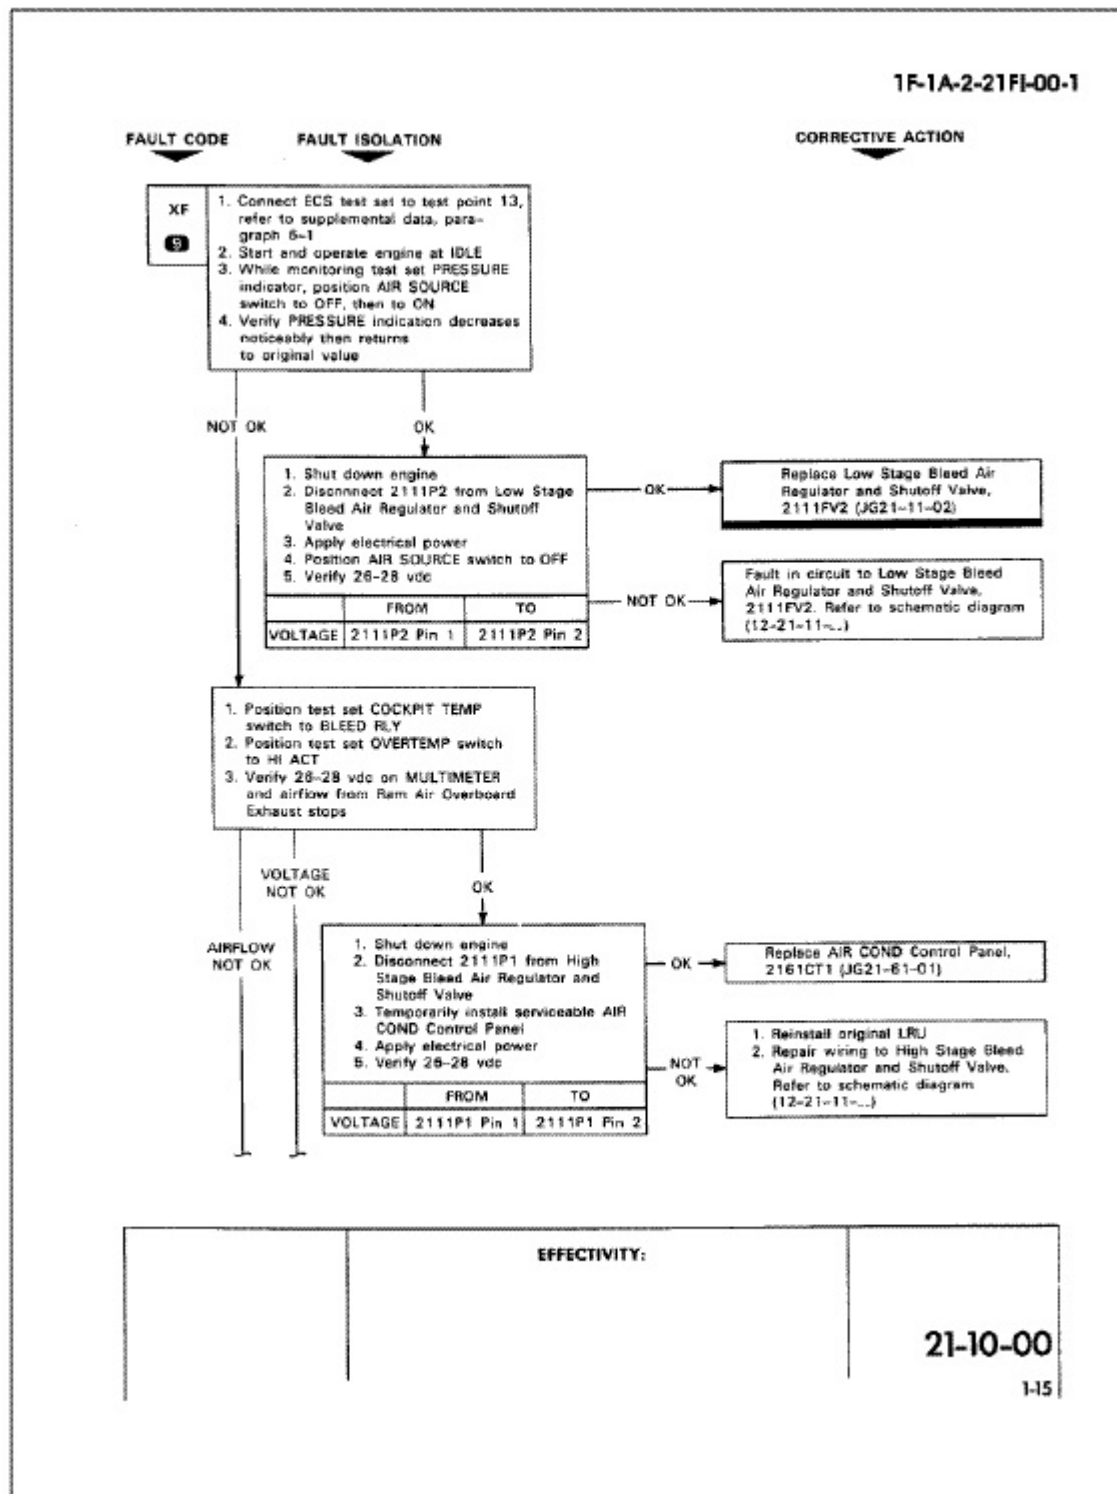 1F-1A-2-21FI-00-1
FAULT CODE
FAULT ISOLATION
CORRECTIVE ACTION
XF
9
1. Connect ECS test set to test point 13,
refer to supplemental data, para-
graph 6-1
2. Start and operate engine at IDLE
3. While monitoring test set PRESSURE
indicator, position AIR SOURCE
switch to OFF, then to ON
4. Verify PRESSURE indication decreases
noticeably then returns
to original value
NOT OK
OK
1. Shut down engine
2. Disconnnect 2111P2 from Low Stage
Bleed Air Regulator and Shutoff
Valve
3. Apply electrical power
4. Position AIR SOURCE switch to OFF
5. Verify 26-28 vdc
FROM TO
VOLTAGE 2111P2 Pin 1 2111P2 Pin 2
OK
Replace Low Stage Bleed Air
Regulator and Shutoff Valve,
2111FV2 (JG21-11-02)
NOT OK
Fault in circuit to Low Stage Bleed
Air Regulator and Shutoff Valve,
2111FV2. Refer to schematic diagram
(12-21-11-...)
1. Position test set COCKPIT TEMP
switch to BLEED RLY
2. Position test set OVERTEMP switch
to HI ACT
3. Verify 26-28 vdc on MULTIMETER
and airflow from Ram Air Overboard
Exhaust stops
AIRFLOW
NOT OK
VOLTAGE
NOT OK
OK
1. Shut down engine
2. Disconnect 2111P1 from High
Stage Bleed Air Regulator and
Shutoff Valve
3. Temporarily install serviceable AIR
COND Control Panel
4. Apply electrical power
5. Verify 26-28 vdc
FROM TO
VOLTAGE 2111P1 Pin 1 2111P1 Pin 2
OK
Replace AIR COND Control Panel,
2161CT1 (JG21-61-01)
NOT
OK
1. Reinstall original LRU
2. Repair wiring to High Stage Bleed
Air Regulator and Shutoff Valve.
Refer to schematic diagram
(12-21-11-...)
EFFECTIVITY:
21-10-00
1-15